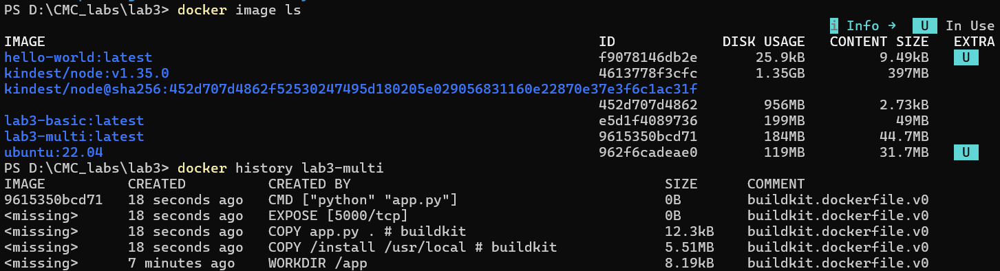 PS D:\CMC_labs\lab3> docker image ls
i Info → U In Use
IMAGE ID DISK USAGE CONTENT SIZE EXTRA
hello-world:latest f9078146db2e 25.9kB 9.49kB U
kindest/node:v1.35.0 4613778f3cfc 1.35GB 397MB
kindest/node@sha256:452d707d4862f52530247495d180205e029056831160e22870e37e3f6c1ac31f
452d707d4862 956MB 2.73kB
lab3-basic:latest e5d1f4089736 199MB 49MB
lab3-multi:latest 9615350bcd71 184MB 44.7MB
ubuntu:22.04 962f6cadeae0 119MB 31.7MB U
PS D:\CMC_labs\lab3> docker history lab3-multi
IMAGE CREATED CREATED BY SIZE COMMENT
9615350bcd71 18 seconds ago CMD ["python" "app.py"] 0B buildkit.dockerfile.v0
<missing> 18 seconds ago EXPOSE [5000/tcp] 0B buildkit.dockerfile.v0
<missing> 18 seconds ago COPY app.py . # buildkit 12.3kB buildkit.dockerfile.v0
<missing> 18 seconds ago COPY /install /usr/local # buildkit 5.51MB buildkit.dockerfile.v0
<missing> 7 minutes ago WORKDIR /app 8.19kB buildkit.dockerfile.v0